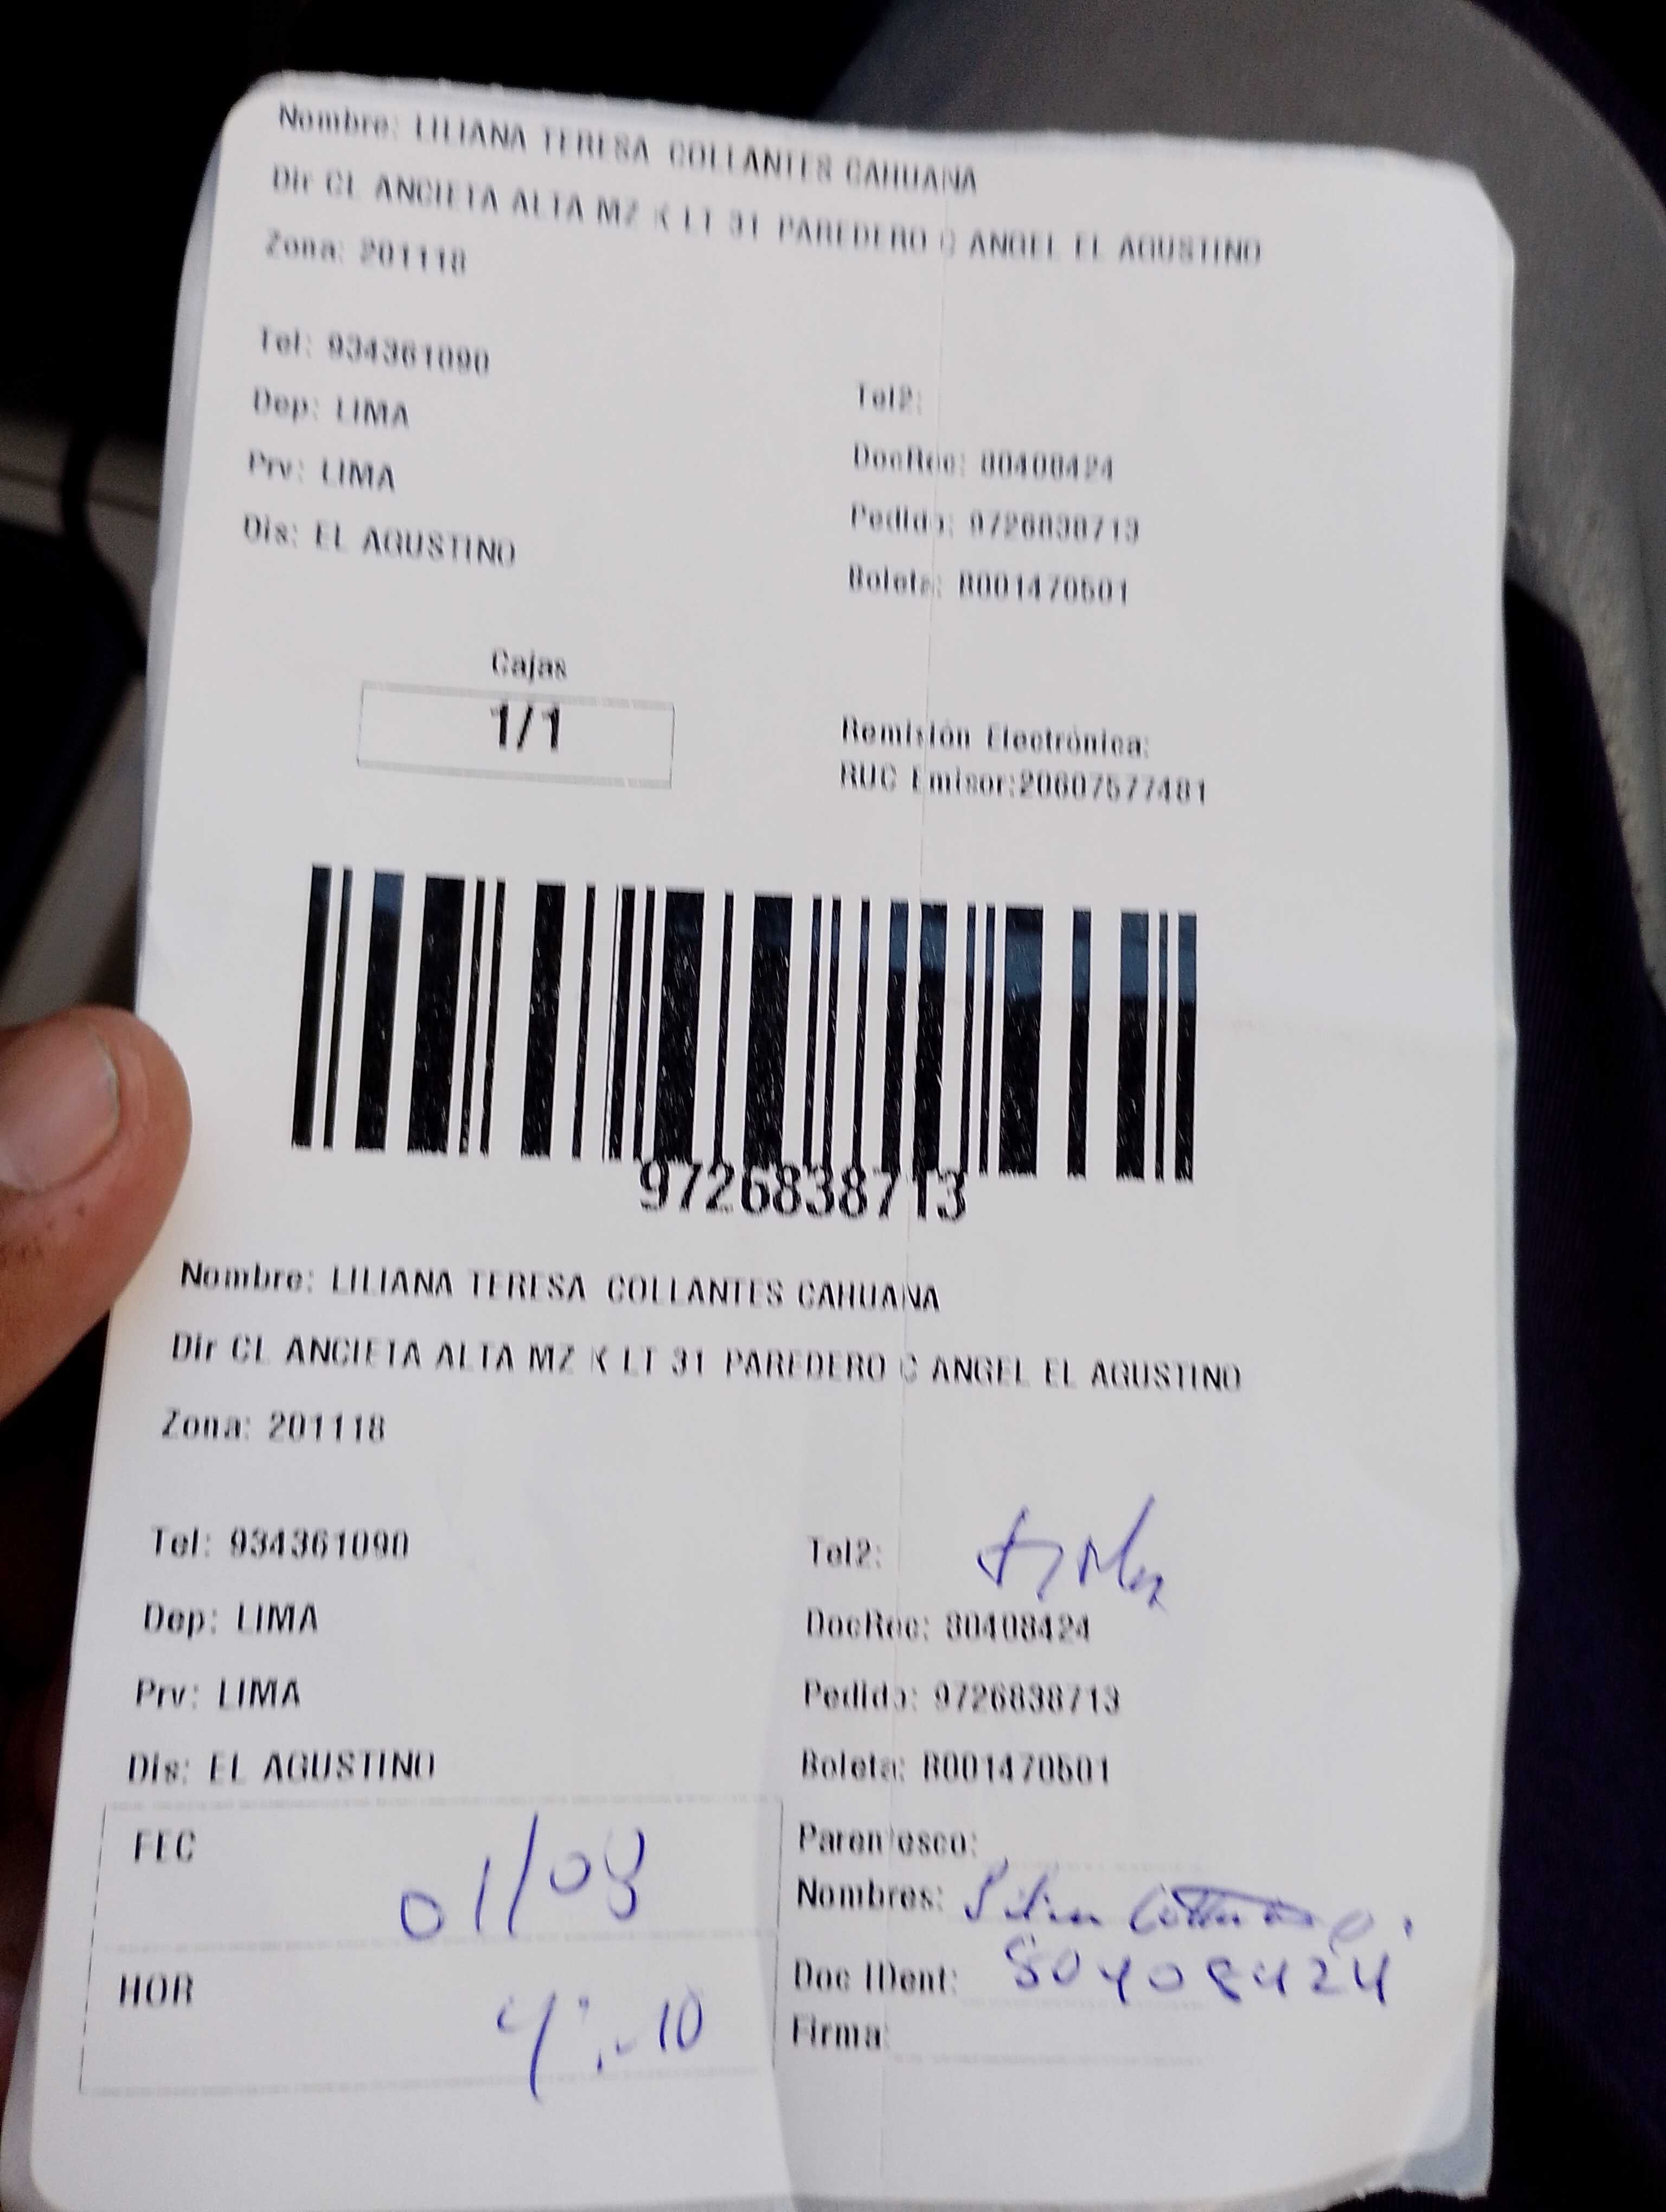 Nombre: LILIANA TERESA COLLANTES CAHUANA
Dir CL ANCIETA ALTA MZ K LT 31 PAREDERO C ANGEL EL AGUSTINO
Zona: 201118
Tel: 934361090
Tel2:
Dep: LIMA
DocRec: 80408424
Prv: LIMA
Pedido: 9726838713
Dis: EL AGUSTINO
Boleta: B001470501
Cajas
1/1
Remisión Electrónica:
RUC Emisor:20607577481
9726838713
Nombre: LILIANA TERESA COLLANTES CAHUANA
Dir CL ANCIETA ALTA MZ K LT 31 PAREDERO C ANGEL EL AGUSTINO
Zona: 201118
Tel: 934361090
Tel2:
Dep: LIMA
DocRec: 80408424
Prv: LIMA
Pedido: 9726838713
Dis: EL AGUSTINO
Boleta: B001470501
FEC 01/08
Parentesco:
Nombres:
HOR 4:10
Doc IDent: 80408424
Firma: